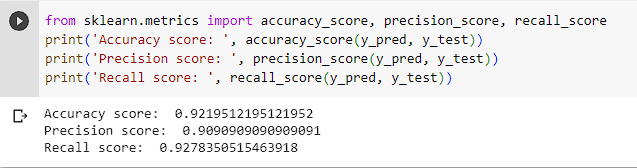 from sklearn.metrics import accuracy_score, precision_score, recall_score
print('Accuracy score: ', accuracy_score(y_pred, y_test))
print('Precision score: ', precision_score(y_pred, y_test))
print('Recall score: ', recall_score(y_pred, y_test))
Accuracy score:  0.9219512195121952
Precision score:  0.9090909090909091
Recall score:  0.9278350515463918